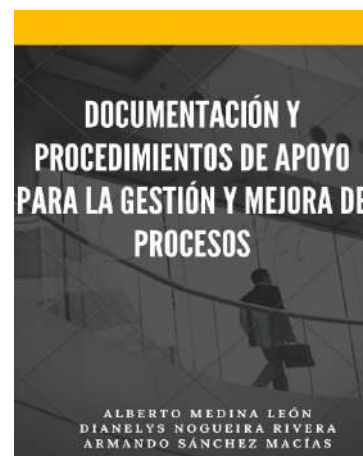 DOCUMENTACIÓN Y
PROCEDIMIENTOS DE APOYO
PARA LA GESTIÓN Y MEJORA DE
PROCESOS
ALBERTO MEDINA LEÓN
DIANELYS NOGUEIRA RIVERA
ARMANDO SÁNCHEZ MACÍAS